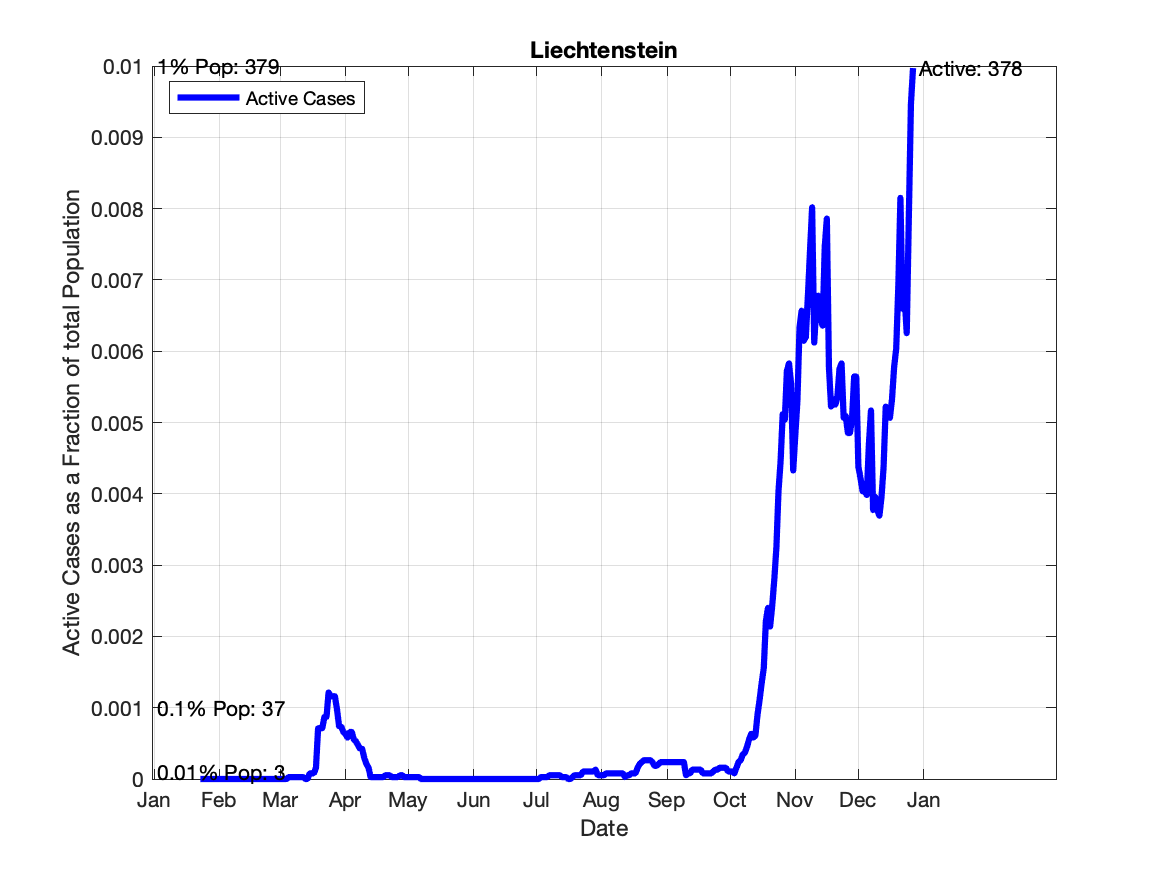 Liechtenstein
1% Pop: 379
Active: 378
Active Cases
0.01
0.009
0.008
0.007
0.006
0.005
0.004
0.003
0.002
0.001
0
0.1% Pop: 37
0.01% Pop: 3
Active Cases as a Fraction of total Population
Jan Feb Mar Apr May Jun Jul Aug Sep Oct Nov Dec Jan
Date